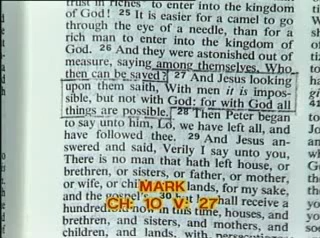 trust in riches to enter into the kingdom
of God! 25 It is easier for a camel to go
through the eye of a needle, than for a
rich man to enter into the kingdom of
God. 26 And they were astonished out of
measure, saying among themselves, Who
then can be saved? 27 And Jesus looking
upon them saith, With men it is impos-
sible, but not with God: for with God all
things are possible. 28 Then Peter began
to say unto him, Lo, we have left all, and
have followed thee. 29 And Jesus an-
swered and said, Verily I say unto you,
There is no man that hath left house, or
brethren, or sisters, or father, or mother,
or wife, or lands, for my sake,
and the 30 shall receive a
now in this time, houses, and
brethren, and sisters, and mothers, and
children, and lands, with
MARK
CH: 10. V: 27